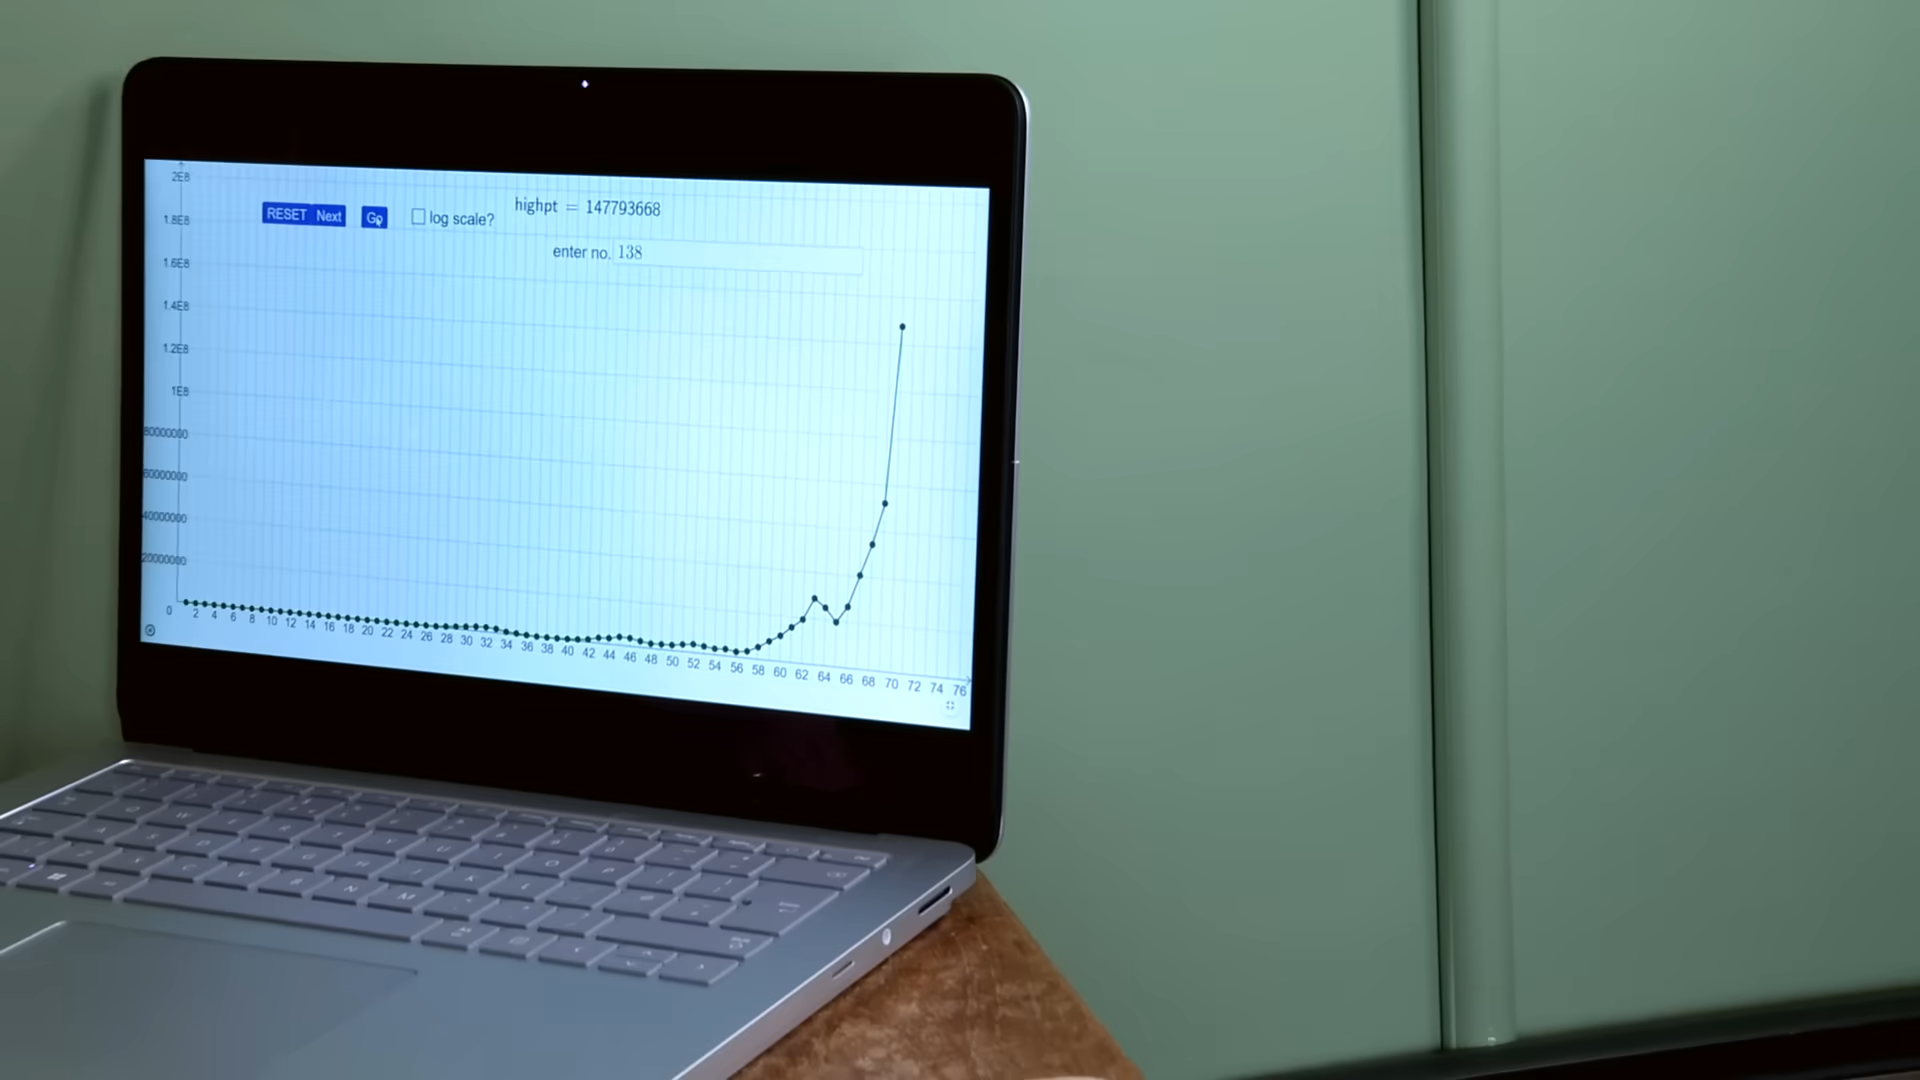 2E8
RESET Next Go log scale? highpt = 147793668
1.8E8
enter no. 138
1.6E8
1.4E8
1.2E8
1E8
80000000
60000000
40000000
20000000
0 2 4 6 8 10 12 14 16 18 20 22 24 26 28 30 32 34 36 38 40 42 44 46 48 50 52 54 56 58 60 62 64 66 68 70 72 74 76